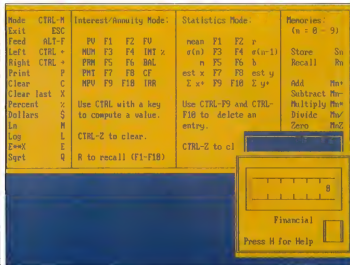 Mode CTRL-M
Exit ESC
Feed ALT-F
Left CTRL +
Right CTRL +
Print P
Clear C
Clear last X
Percent %
Dollars $
Ln M
Log L
E**X E
Sqrt Q
Interest/Annuity Mode:
PV F1 F2 FV
NUM F3 F4 INT %
PRN F5 F6 BAL
PMT F7 F8 CF
NPV F9 F10 IRR
Use CTRL with a key
to compute a value.
CTRL-Z to clear.
R to recall (F1-F10)
Statistics Mode:
mean F1 F2 r
s(n) F3 F4 s(n-1)
m F5 F6 b
est x F7 F8 est y
Σ x+ F9 F10 Σ y+
Use CTRL-F9 and CTRL-
F10 to delete an
entry.
CTRL-Z to cl
Memories:
(n = 0 - 9)
Store Sn
Recall Rn
Add Mn+
Subtract Mn-
Multiply Mn*
Divide Mn/
Zero MnZ
0
Financial
Press H for Help